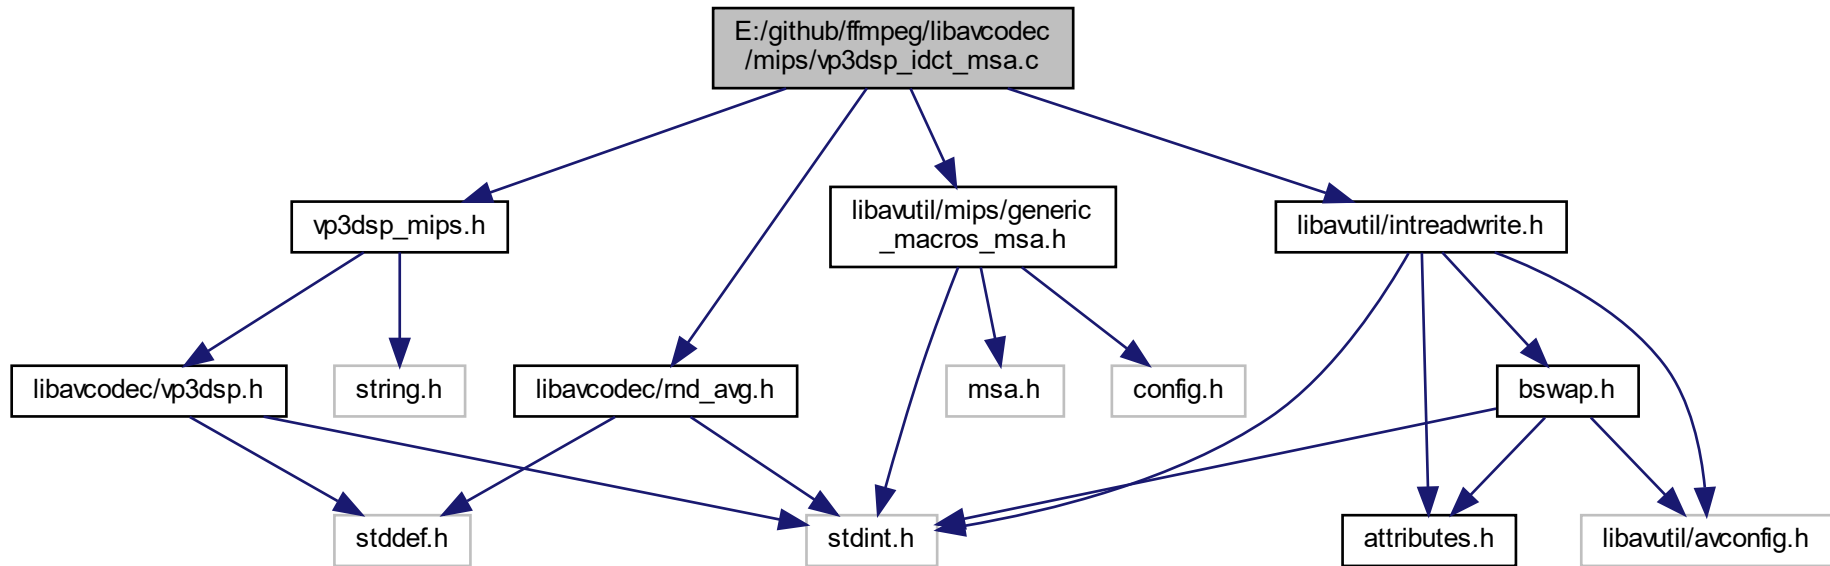 E:/github/ffmpeg/libavcodec
/mips/vp3dsp_idct_msa.c
vp3dsp_mips.h
libavutil/mips/generic
_macros_msa.h
libavutil/intreadwrite.h
libavcodec/vp3dsp.h
string.h
libavcodec/rnd_avg.h
msa.h
config.h
bswap.h
stddef.h
stdint.h
attributes.h
libavutil/avconfig.h